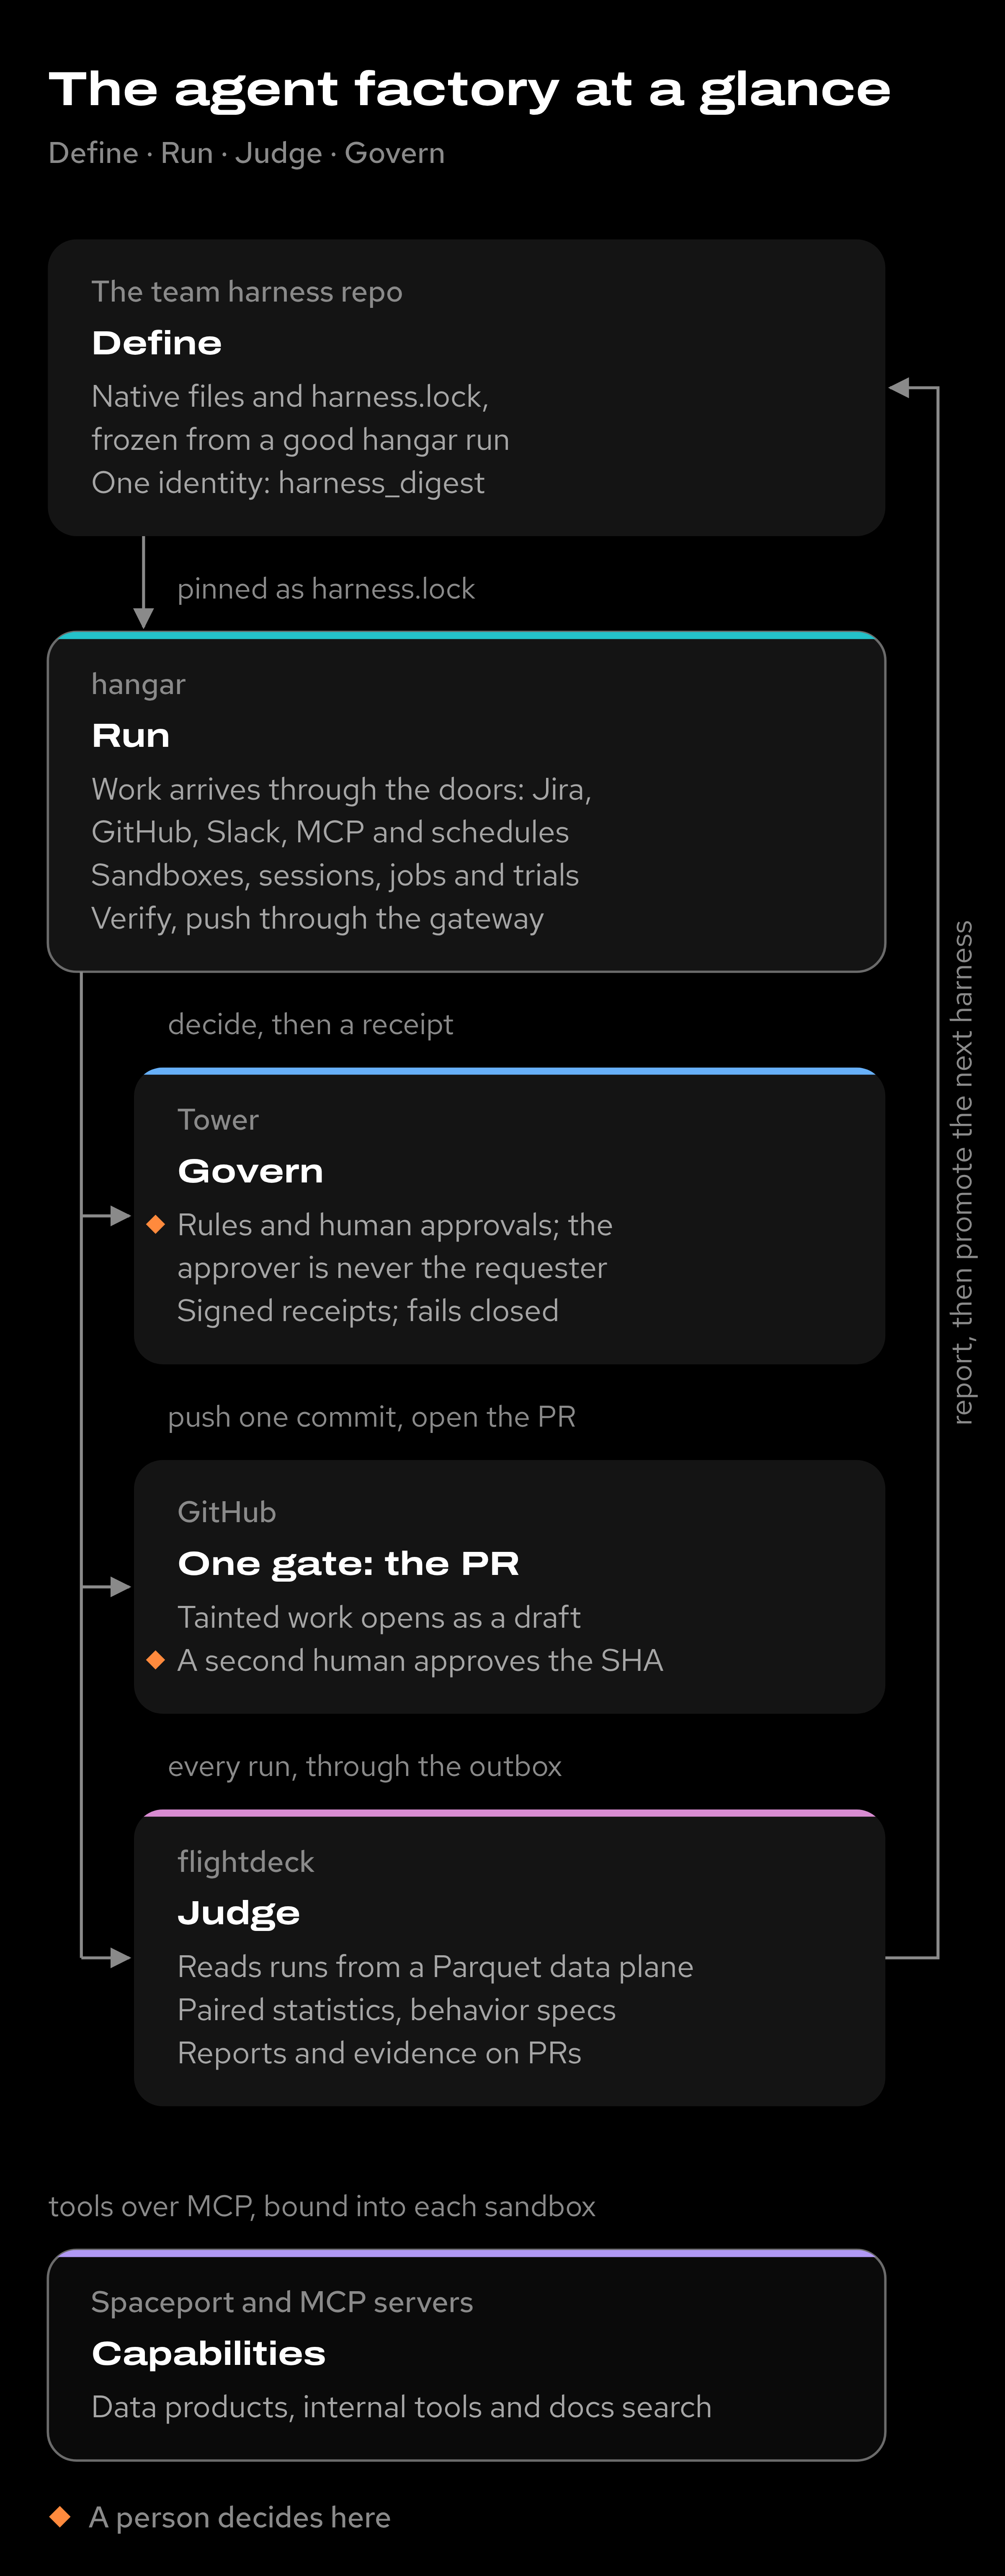 The agent factory at a glance
Define · Run · Judge · Govern
The team harness repo
Define
Native files and harness.lock,
frozen from a good hangar run
One identity: harness_digest
pinned as harness.lock
hangar
Run
Work arrives through the doors: Jira,
GitHub, Slack, MCP and schedules
Sandboxes, sessions, jobs and trials
Verify, push through the gateway
decide, then a receipt
Tower
Govern
Rules and human approvals; the
approver is never the requester
Signed receipts; fails closed
push one commit, open the PR
GitHub
One gate: the PR
Tainted work opens as a draft
A second human approves the SHA
every run, through the outbox
flightdeck
Judge
Reads runs from a Parquet data plane
Paired statistics, behavior specs
Reports and evidence on PRs
report, then promote the next harness
tools over MCP, bound into each sandbox
Spaceport and MCP servers
Capabilities
Data products, internal tools and docs search
A person decides here